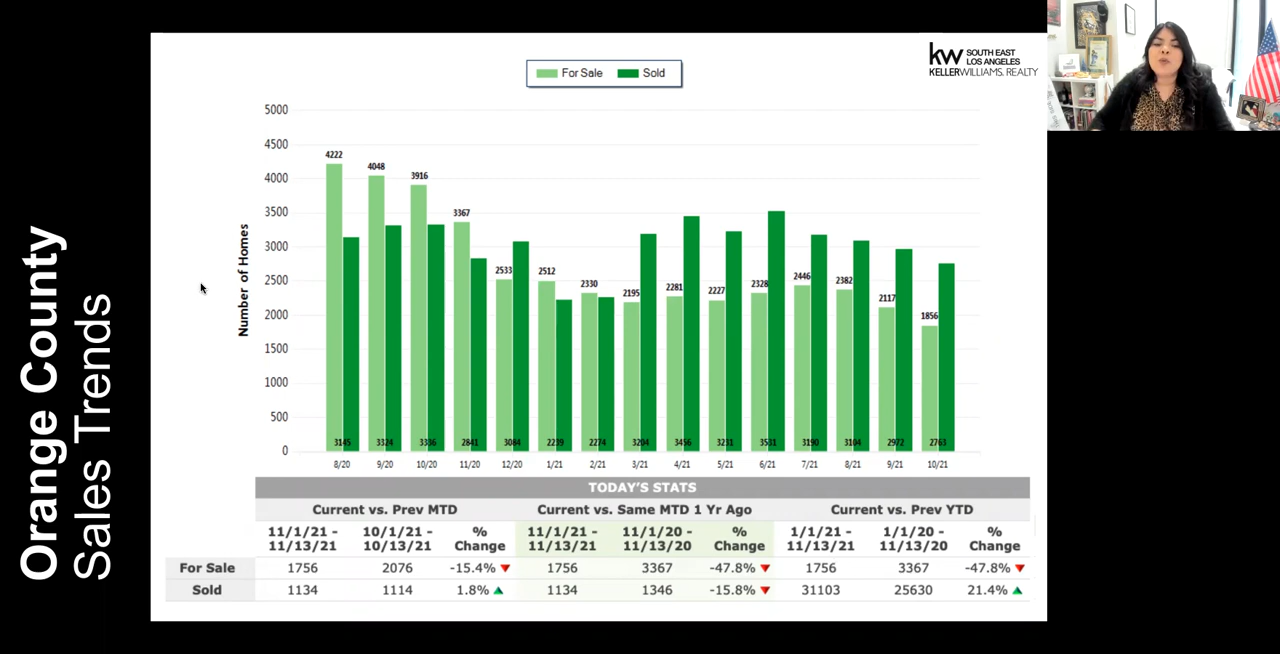 Orange County
Sales Trends
kw SOUTH EAST
LOS ANGELES
KELLERWILLIAMS. REALTY
For Sale Sold
Number of Homes
5000
4500
4000
3500
3000
2500
2000
1500
1000
500
0
4222 4048 3916 3367 2533 2512 2330 2195 2281 2227 2328 2446 2382 2117 1856
3145 3324 3336 2841 3084 2239 2274 3204 3456 3231 3531 3190 3104 2972 2763
8/20 9/20 10/20 11/20 12/20 1/21 2/21 3/21 4/21 5/21 6/21 7/21 8/21 9/21 10/21
TODAY'S STATS
Current vs. Prev MTD Current vs. Same MTD 1 Yr Ago Current vs. Prev YTD
11/1/21 - 10/1/21 - % 11/1/21 - 11/1/20 - % 1/1/21 - 1/1/20 - %
11/13/21 10/13/21 Change 11/13/21 11/13/20 Change 11/13/21 11/13/20 Change
For Sale 1756 2076 -15.4% 1756 3367 -47.8% 1756 3367 -47.8%
Sold 1134 1114 1.8% 1134 1346 -15.8% 31103 25630 21.4%